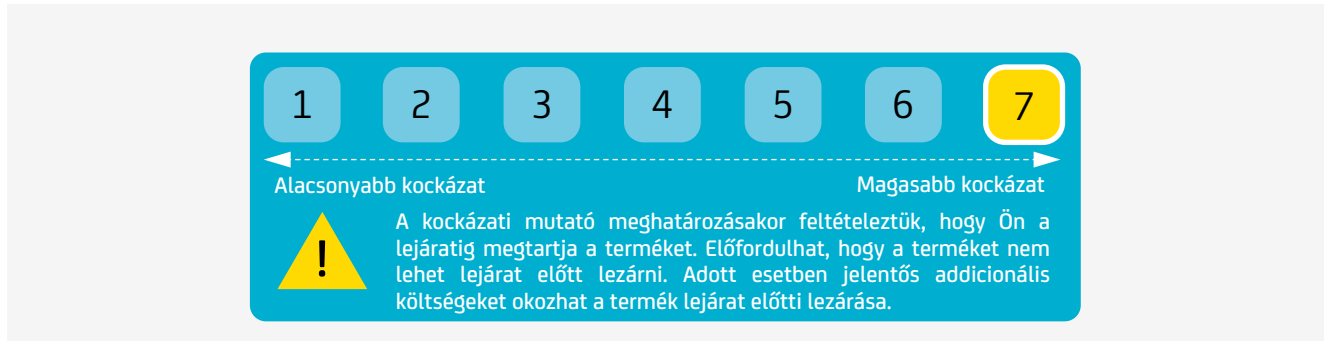 1 2 3 4 5 6 7
Alacsonyabb kockázat Magasabb kockázat
! A kockázati mutató meghatározásakor feltételeztük, hogy Ön a
lejáratig megtartja a terméket. Előfordulhat, hogy a terméket nem
lehet lejárat előtt lezárni. Adott esetben jelentős addicionális
költségeket okozhat a termék lejárat előtti lezárása.